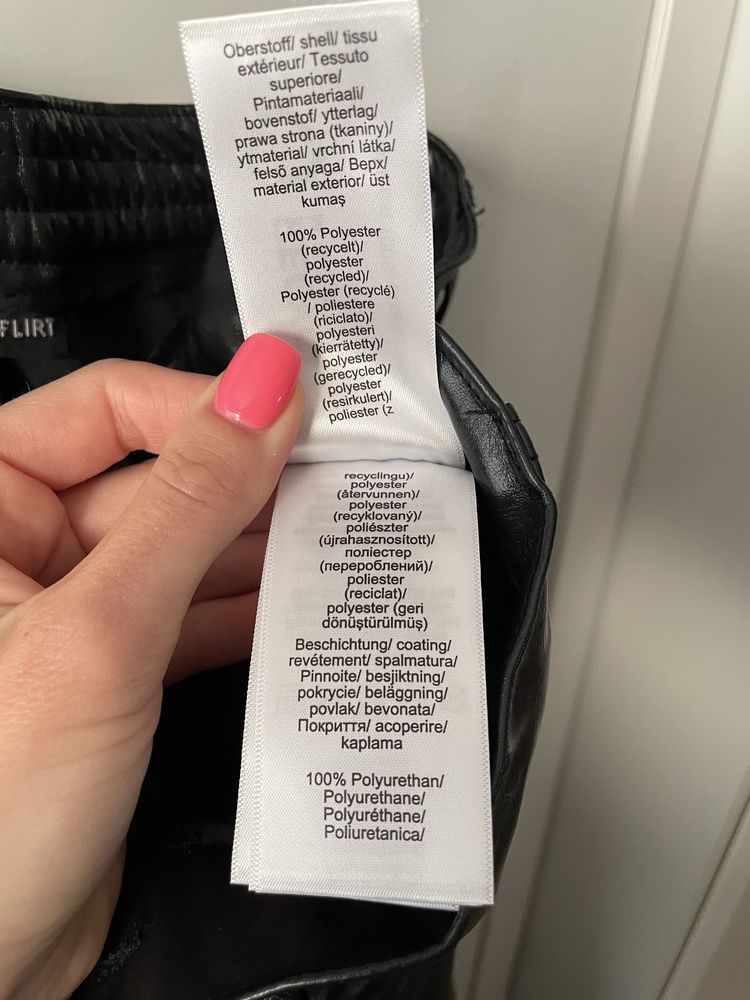 Oberstoff/ shell/ tissu
extérieur/ Tessuto
superiore/
Pintamateriaali/
bovenstof/ ytterlag/
prawa strona (tkaniny)/
ytmaterial/ vrchní látka/
felső anyaga/ Верх/
material exterior/ üst
kumaş
100% Polyester
(recycelt)/
polyester
(recycled)/
Polyester (recyclé)
/ poliestere
(riciclato)/
polyesteri
(kierrätetty)/
polyester
(gerecycled)/
polyester
(resirkulert)/
poliester (z
FLIRT
recyclingu)/
polyester
(återvunnen)/
polyester
(recyklovaný)/
poliészter
(újrahasznosított)/
поліестер
(перероблений)/
poliester
(reciclat)/
polyester (geri
dönüştürülmüş)
Beschichtung/ coating/
revétement/ spalmatura/
Pinnoite/ besjiktning/
pokrycie/ beläggning/
povlak/ bevonata/
Покриття/ acoperire/
kaplama
100% Polyurethan/
Polyurethane/
Polyuréthane/
Poliuretanica/